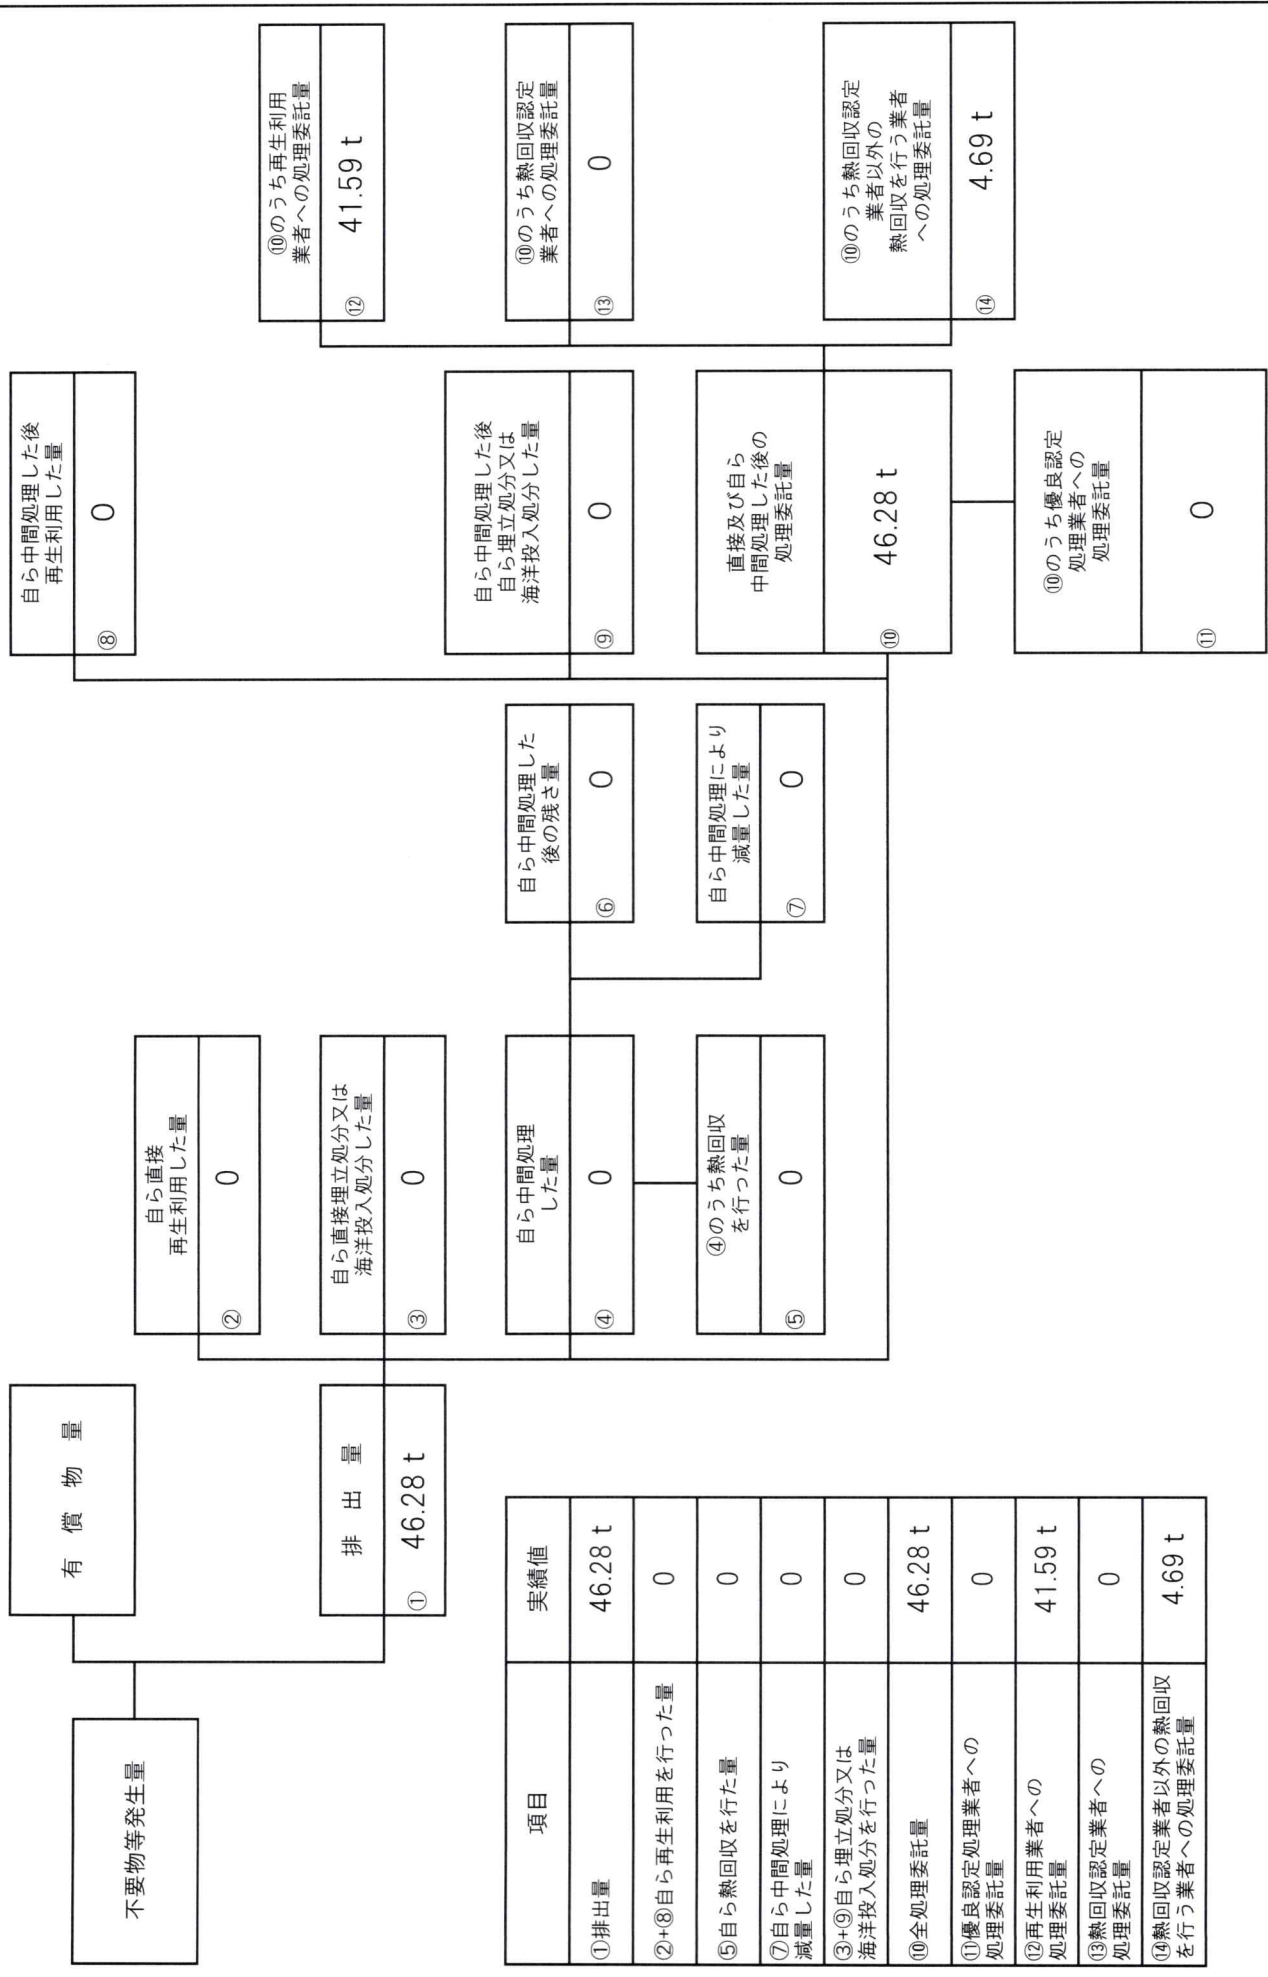 不要物等発生量
有 償 物 量
排 出 量
① 46.28 t
自ら直接
再生利用した量
② 0
自ら直接埋立処分又は
海洋投入処分した量
③ 0
自ら中間処理
した量
④ 0
④のうち熱回収
を行った量
⑤ 0
自ら中間処理した
後の残さ量
⑥ 0
自ら中間処理により
減量した量
⑦ 0
自ら中間処理した後
再生利用した量
⑧ 0
自ら中間処理した後
自ら埋立処分又は
海洋投入処分した量
⑨ 0
直接及び自ら
中間処理した後の
処理委託量
⑩ 46.28 t
⑩のうち優良認定
処理業者への
処理委託量
⑪ 0
⑩のうち再生利用
業者への処理委託量
⑫ 41.59 t
⑩のうち熱回収認定
業者への処理委託量
⑬ 0
⑩のうち熱回収認定
業者以外の
熱回収を行う業者
への処理委託量
⑭ 4.69 t
項目 実績値
①排出量 46.28 t
②+⑧自ら再生利用を行った量 0
⑤自ら熱回収を行た量 0
⑦自ら中間処理により
減量した量 0
③+⑨自ら埋立処分又は
海洋投入処分を行った量 0
⑩全処理委託量 46.28 t
⑪優良認定処理業者への
処理委託量 0
⑫再生利用業者への
処理委託量 41.59 t
⑬熱回収認定業者への
処理委託量 0
⑭熱回収認定業者以外の熱回収
を行う業者への処理委託量 4.69 t